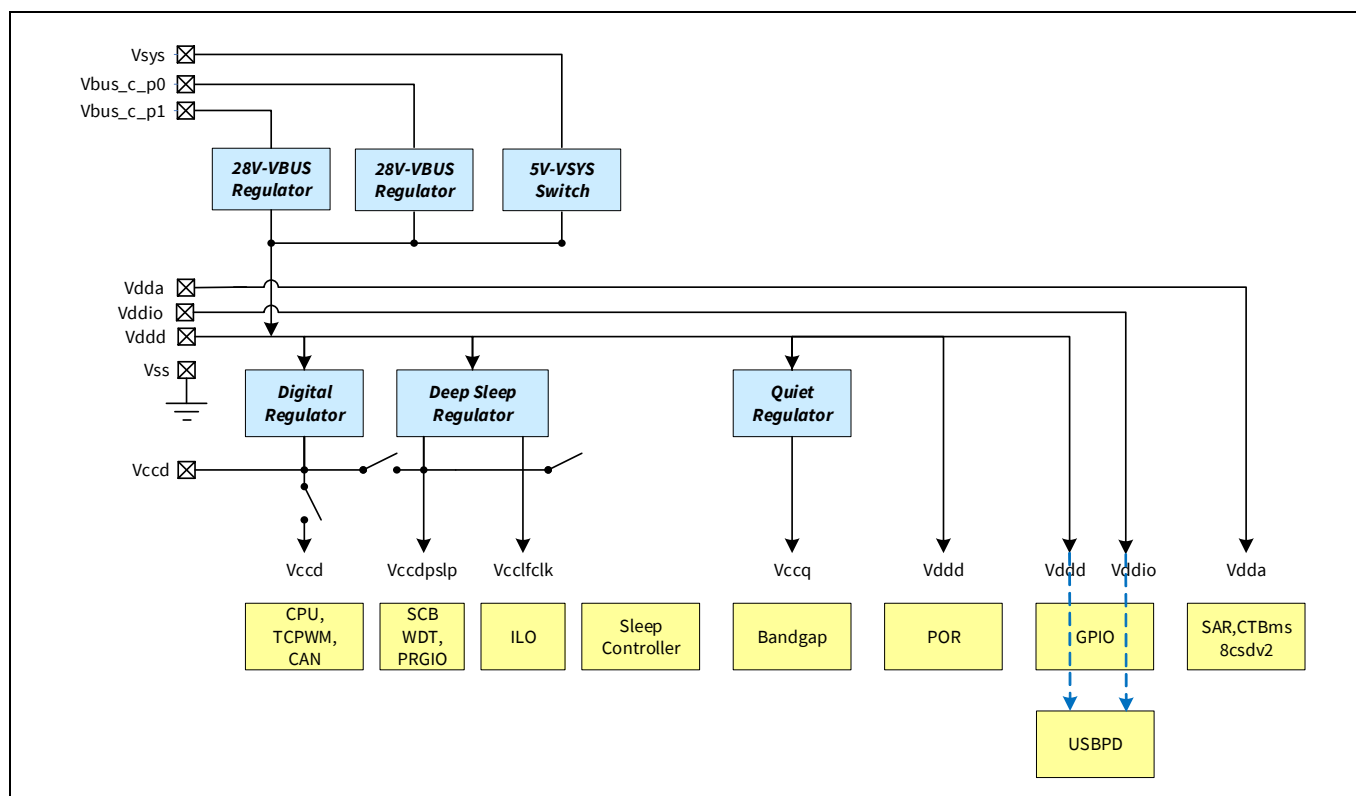 Vsys
Vbus_c_p0
Vbus_c_p1
28V-VBUS
Regulator
28V-VBUS
Regulator
5V-VSYS
Switch
Vdda
Vddio
Vddd
Vss
Digital
Regulator
Deep Sleep
Regulator
Quiet
Regulator
Vccd
Vccd
Vccdpslp
Vcclfclk
Vccq
Vddd
Vddd
Vddio
Vdda
CPU,
TCPWM,
CAN
SCB
WDT,
PRGIO
ILO
Sleep
Controller
Bandgap
POR
GPIO
SAR,CTBms
8csdv2
USBPD